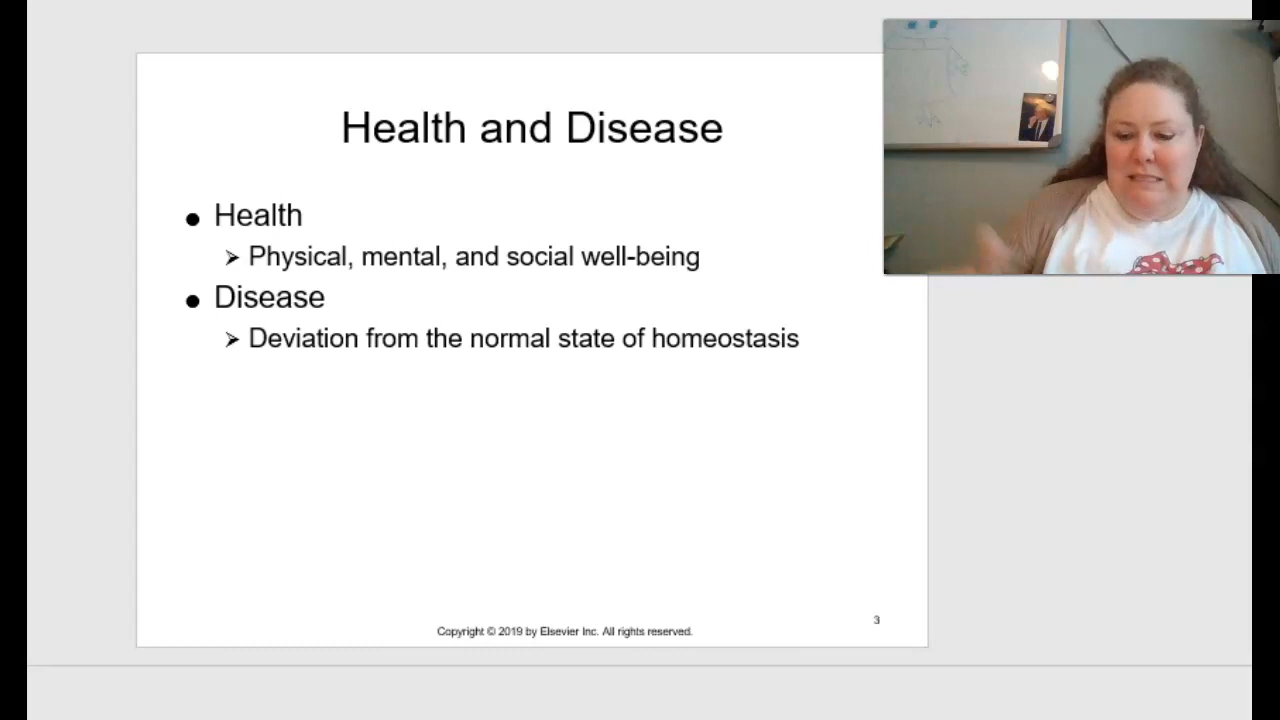 Health and Disease
● Health
➢ Physical, mental, and social well-being
● Disease
➢ Deviation from the normal state of homeostasis
3
Copyright © 2019 by Elsevier Inc. All rights reserved.